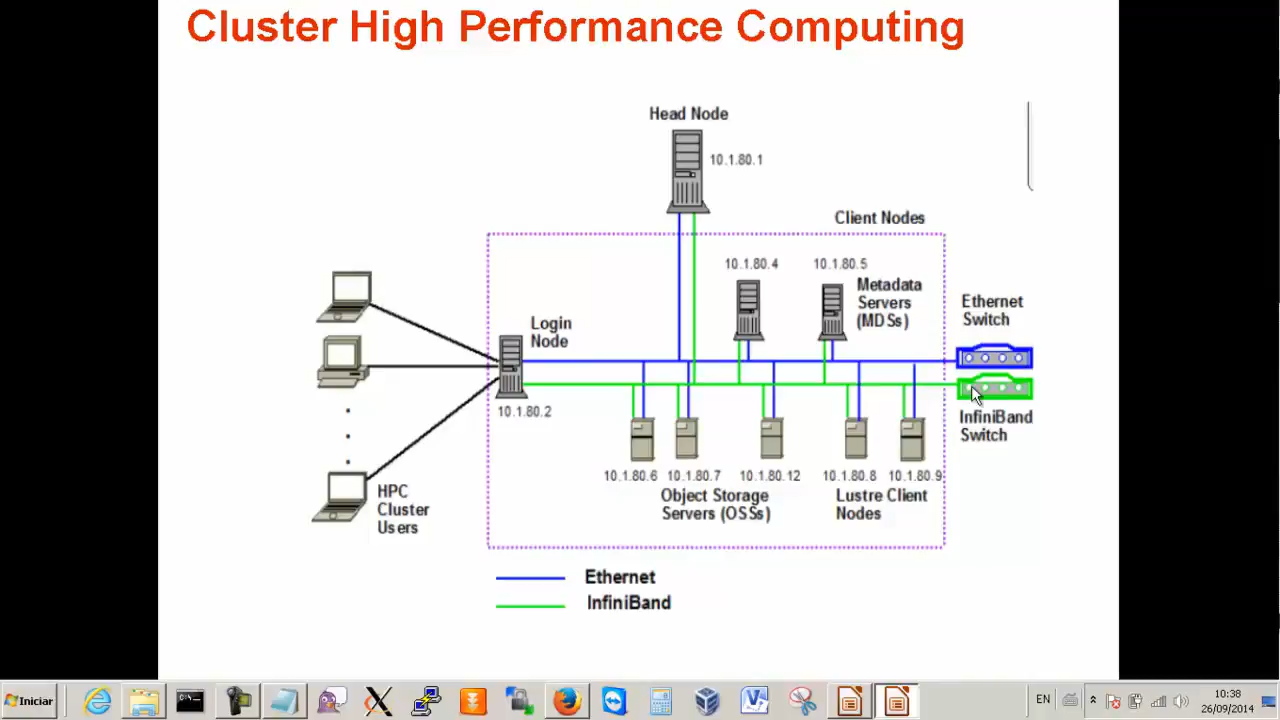 Cluster High Performance Computing
Head Node
10.1.80.1
Client Nodes
10.1.80.4
10.1.80.5
Metadata
Servers
(MDSs)
Ethernet
Switch
Login
Node
10.1.80.2
InfiniBand
Switch
10.1.80.6
10.1.80.7
10.1.80.12
10.1.80.8
10.1.80.9
Object Storage
Servers (OSSs)
Lustre Client
Nodes
HPC
Cluster
Users
Ethernet
InfiniBand
Iniciar
EN
10:38
26/09/2014